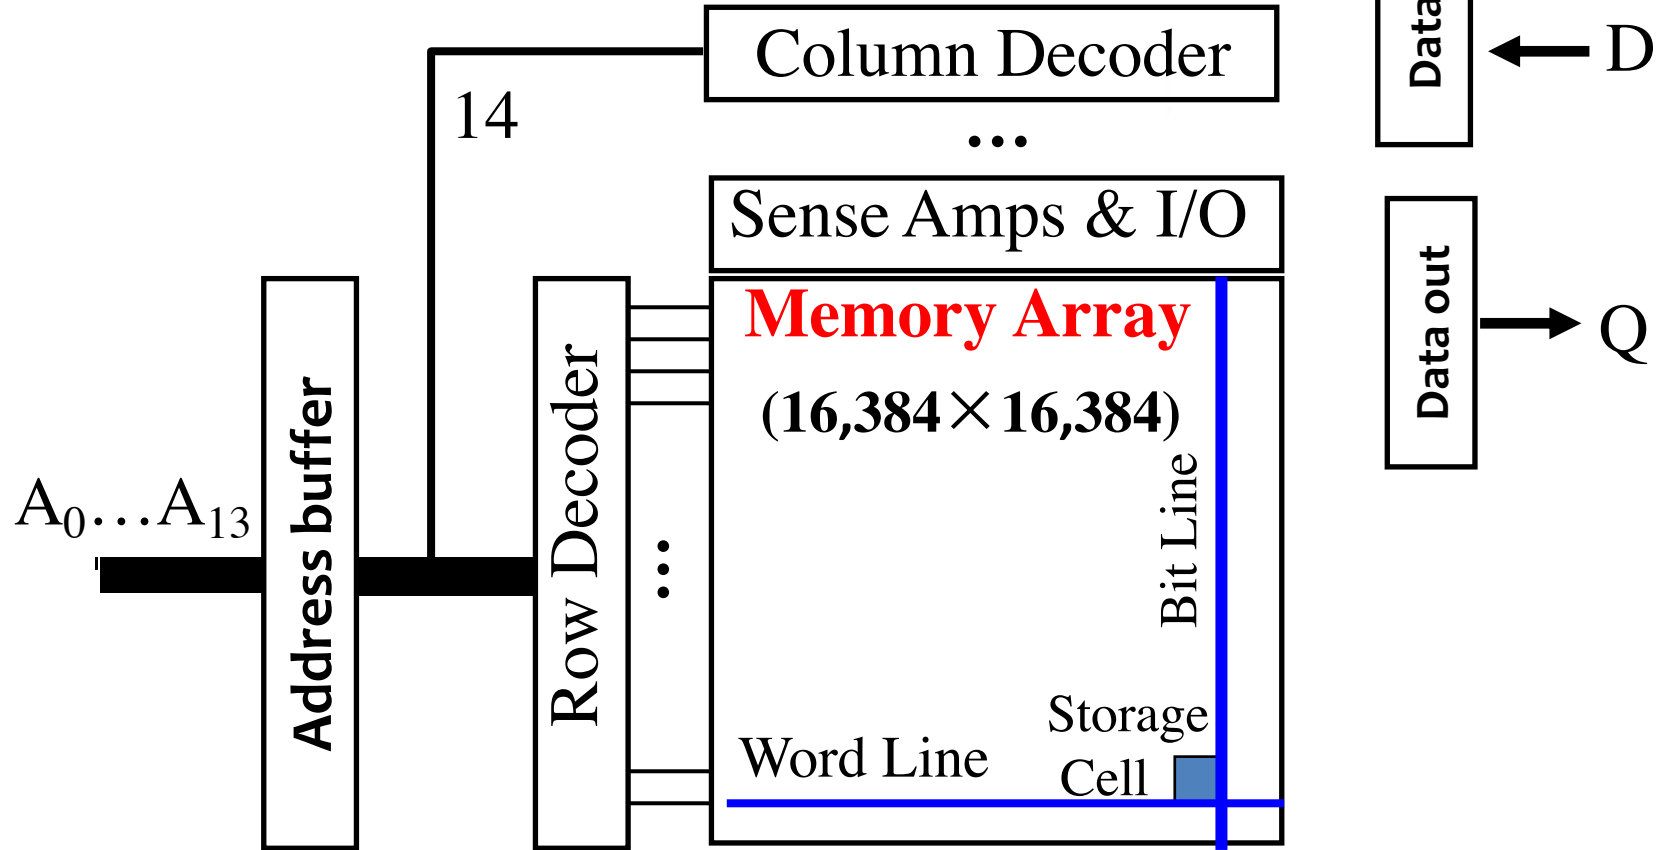 Column Decoder
Data
D
14
...
Sense Amps & I/O
Memory Array
(16,384×16,384)
Data out
Q
Address buffer
Row Decoder
A₀…A₁₃
Bit Line
...
Storage
Cell
Word Line